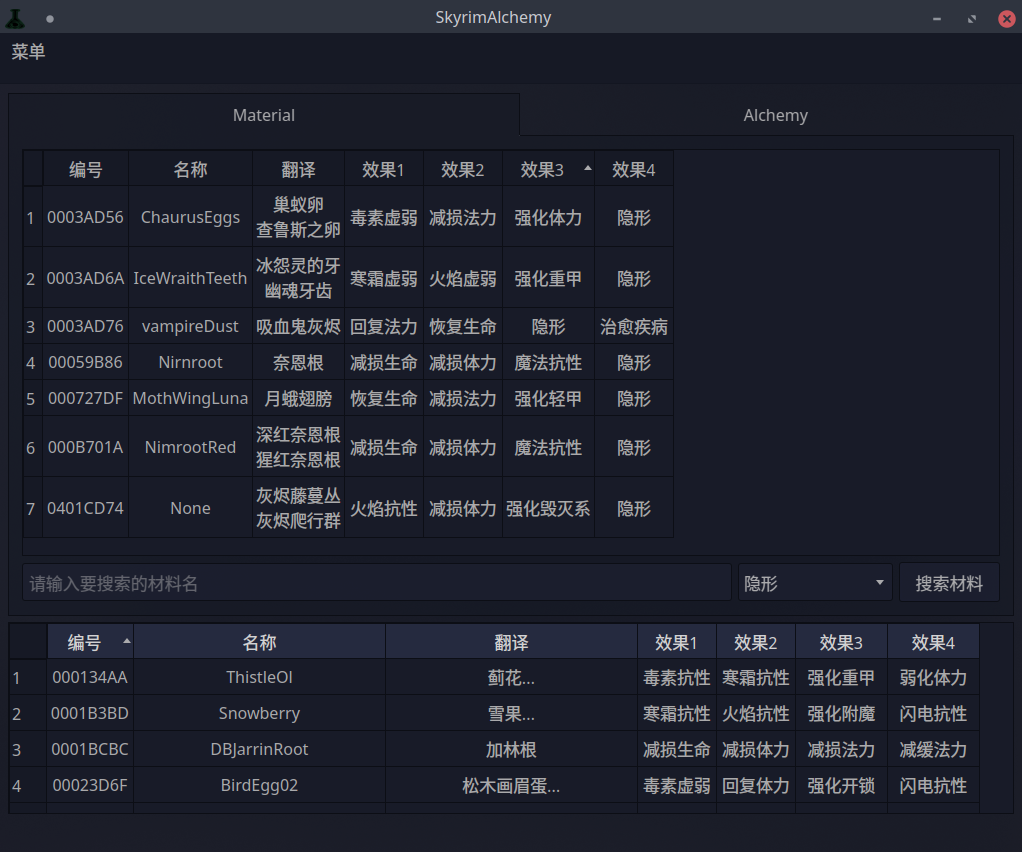 SkyrimAlchemy
菜单
Material Alchemy
编号 名称 翻译 效果1 效果2 效果3 效果4
1 0003AD56 ChaurusEggs 巢蚁卵 查鲁斯之卵 毒素虚弱 减损法力 强化体力 隐形
2 0003AD6A IceWraithTeeth 冰怨灵的牙 幽魂牙齿 寒霜虚弱 火焰虚弱 强化重甲 隐形
3 0003AD76 vampireDust 吸血鬼灰烬 回复法力 恢复生命 隐形 治愈疾病
4 00059B86 Nirnroot 奈恩根 减损生命 减损体力 魔法抗性 隐形
5 000727DF MothWingLuna 月蛾翅膀 恢复生命 减损法力 强化轻甲 隐形
6 000B701A NimrootRed 深红奈恩根 猩红奈恩根 减损生命 减损体力 魔法抗性 隐形
7 0401CD74 None 灰烬藤蔓丛 灰烬爬行群 火焰抗性 减损体力 强化毁灭系 隐形
请输入要搜索的材料名 隐形 搜索材料
编号 名称 翻译 效果1 效果2 效果3 效果4
1 000134AA ThistleOI 蓟花... 毒素抗性 寒霜抗性 强化重甲 弱化体力
2 0001B3BD Snowberry 雪果... 寒霜抗性 火焰抗性 强化附魔 闪电抗性
3 0001BCBC DBJarrinRoot 加林根 减损生命 减损体力 减损法力 减缓法力
4 00023D6F BirdEgg02 松木画眉蛋... 毒素虚弱 回复体力 强化开锁 闪电抗性